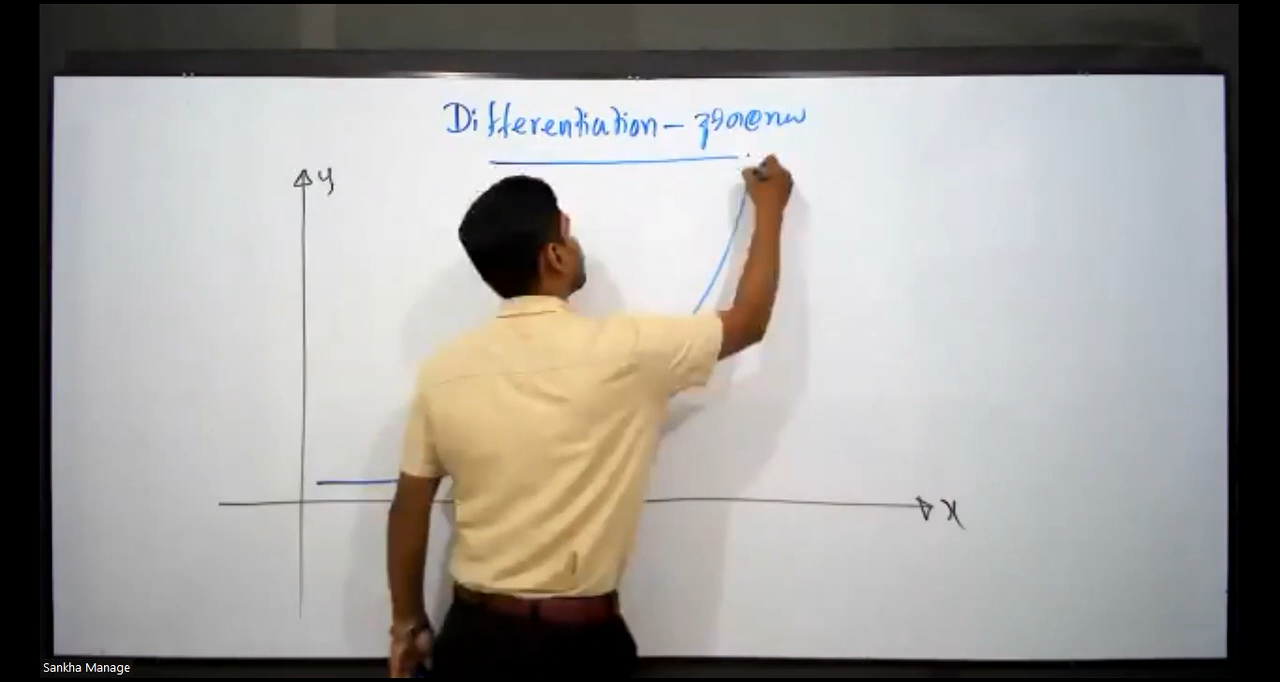 Differentiation – අවකලනය
y
x
Sankha Manage